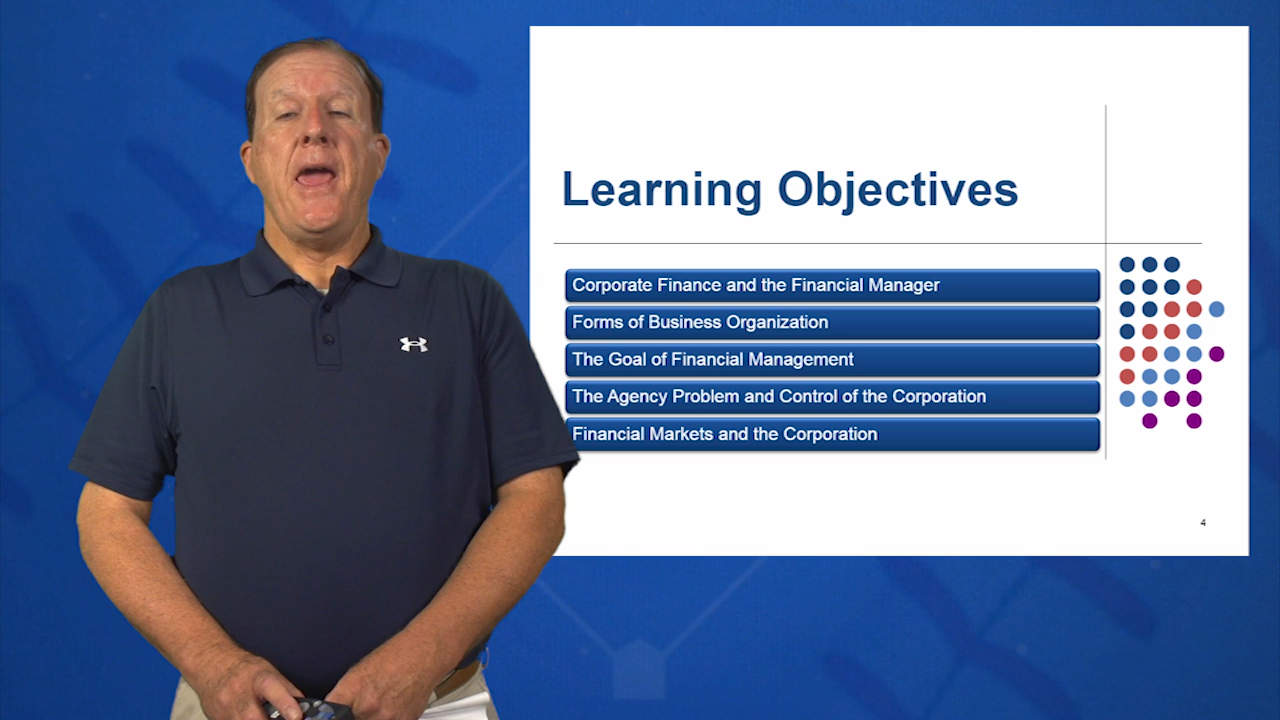 Learning Objectives
Corporate Finance and the Financial Manager
Forms of Business Organization
The Goal of Financial Management
The Agency Problem and Control of the Corporation
Financial Markets and the Corporation
4